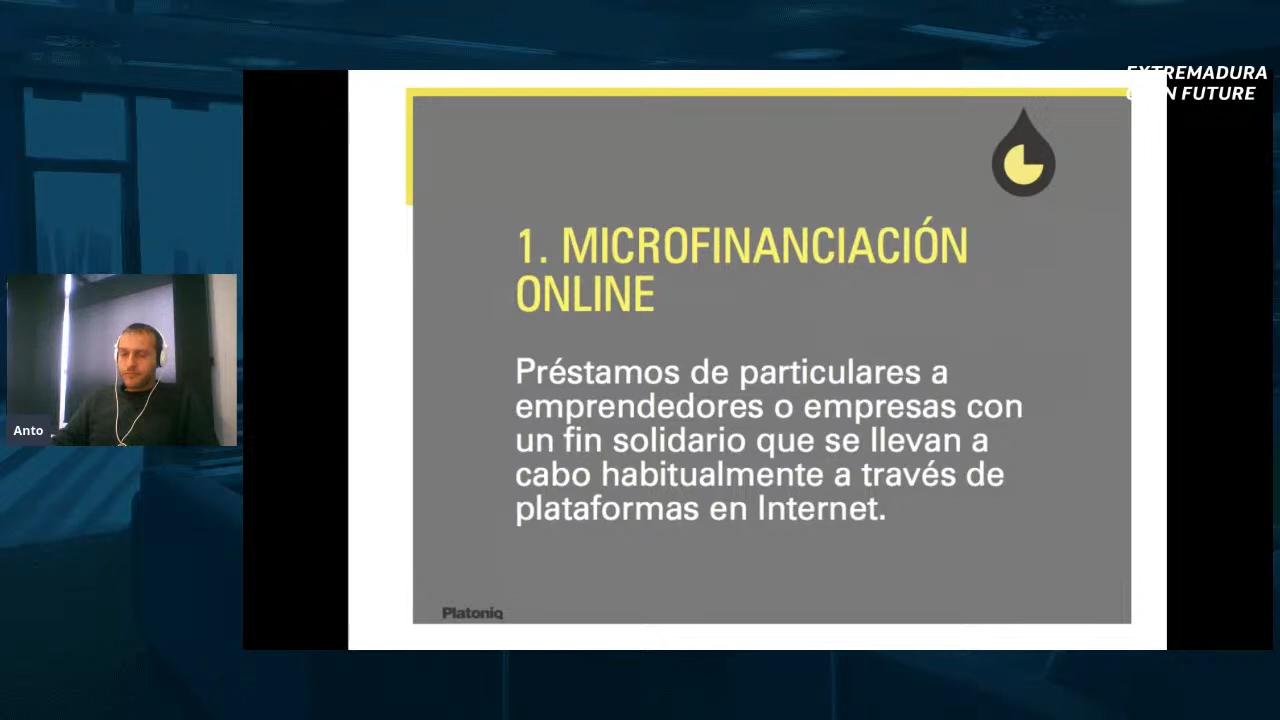 EXTREMADURA
N FUTURE
1. MICROFINANCIACIÓN
ONLINE
Préstamos de particulares a
emprendedores o empresas con
un fin solidario que se llevan a
cabo habitualmente a través de
plataformas en Internet.
Anto
Platoniq